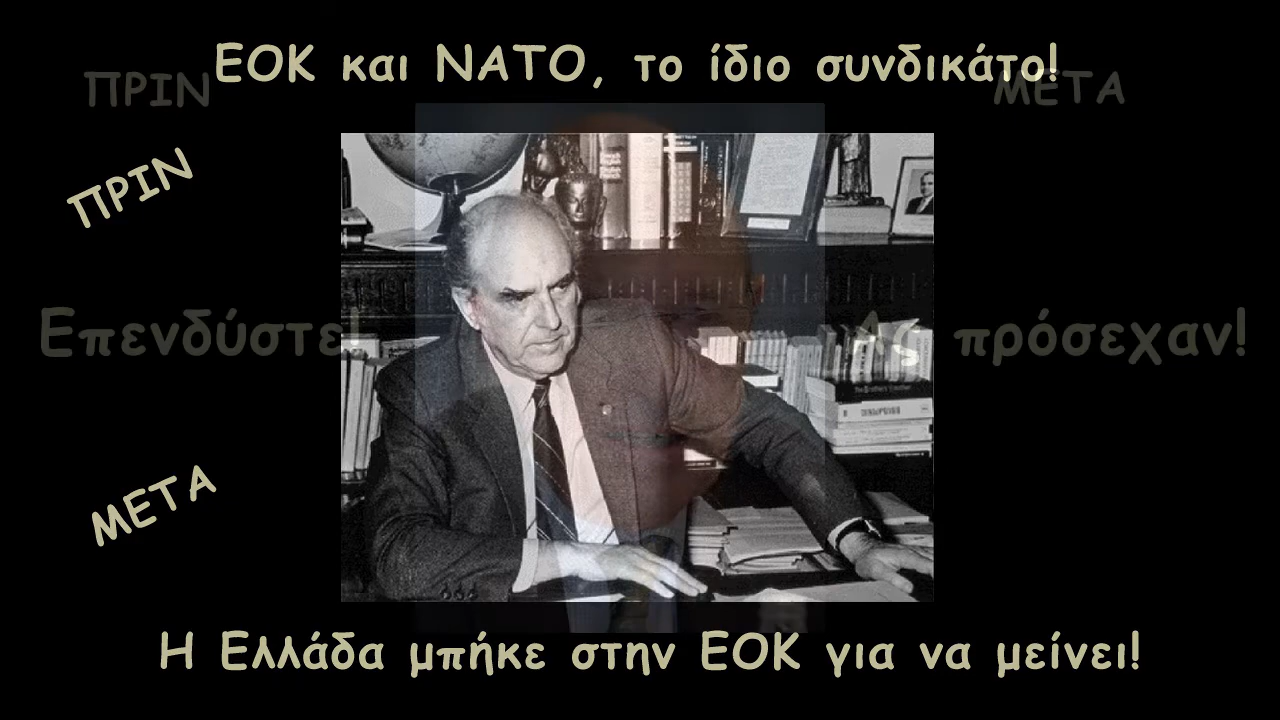 ΕΟΚ και ΝΑΤΟ, το ίδιο συνδικάτο!
ΠΡΙΝ
ΜΕΤΑ
ΠΡΙΝ
Επενδύστε!
Ας πρόσεχαν!
ΜΕΤΑ
Η Ελλάδα μπήκε στην ΕΟΚ για να μείνει!